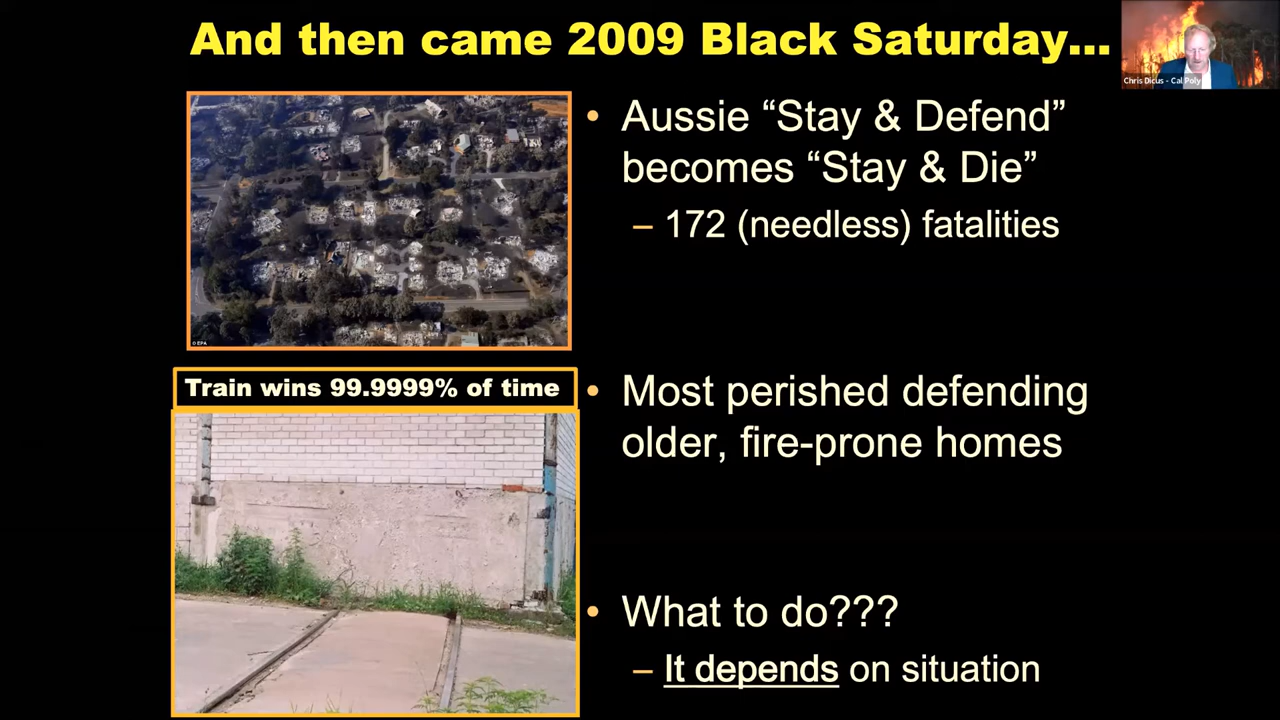 And then came 2009 Black Saturday...
Chris Dicus - Cal Poly
• Aussie “Stay & Defend”
becomes “Stay & Die”
– 172 (needless) fatalities
© EPA
Train wins 99.9999% of time
• Most perished defending
older, fire-prone homes
• What to do???
– It depends on situation